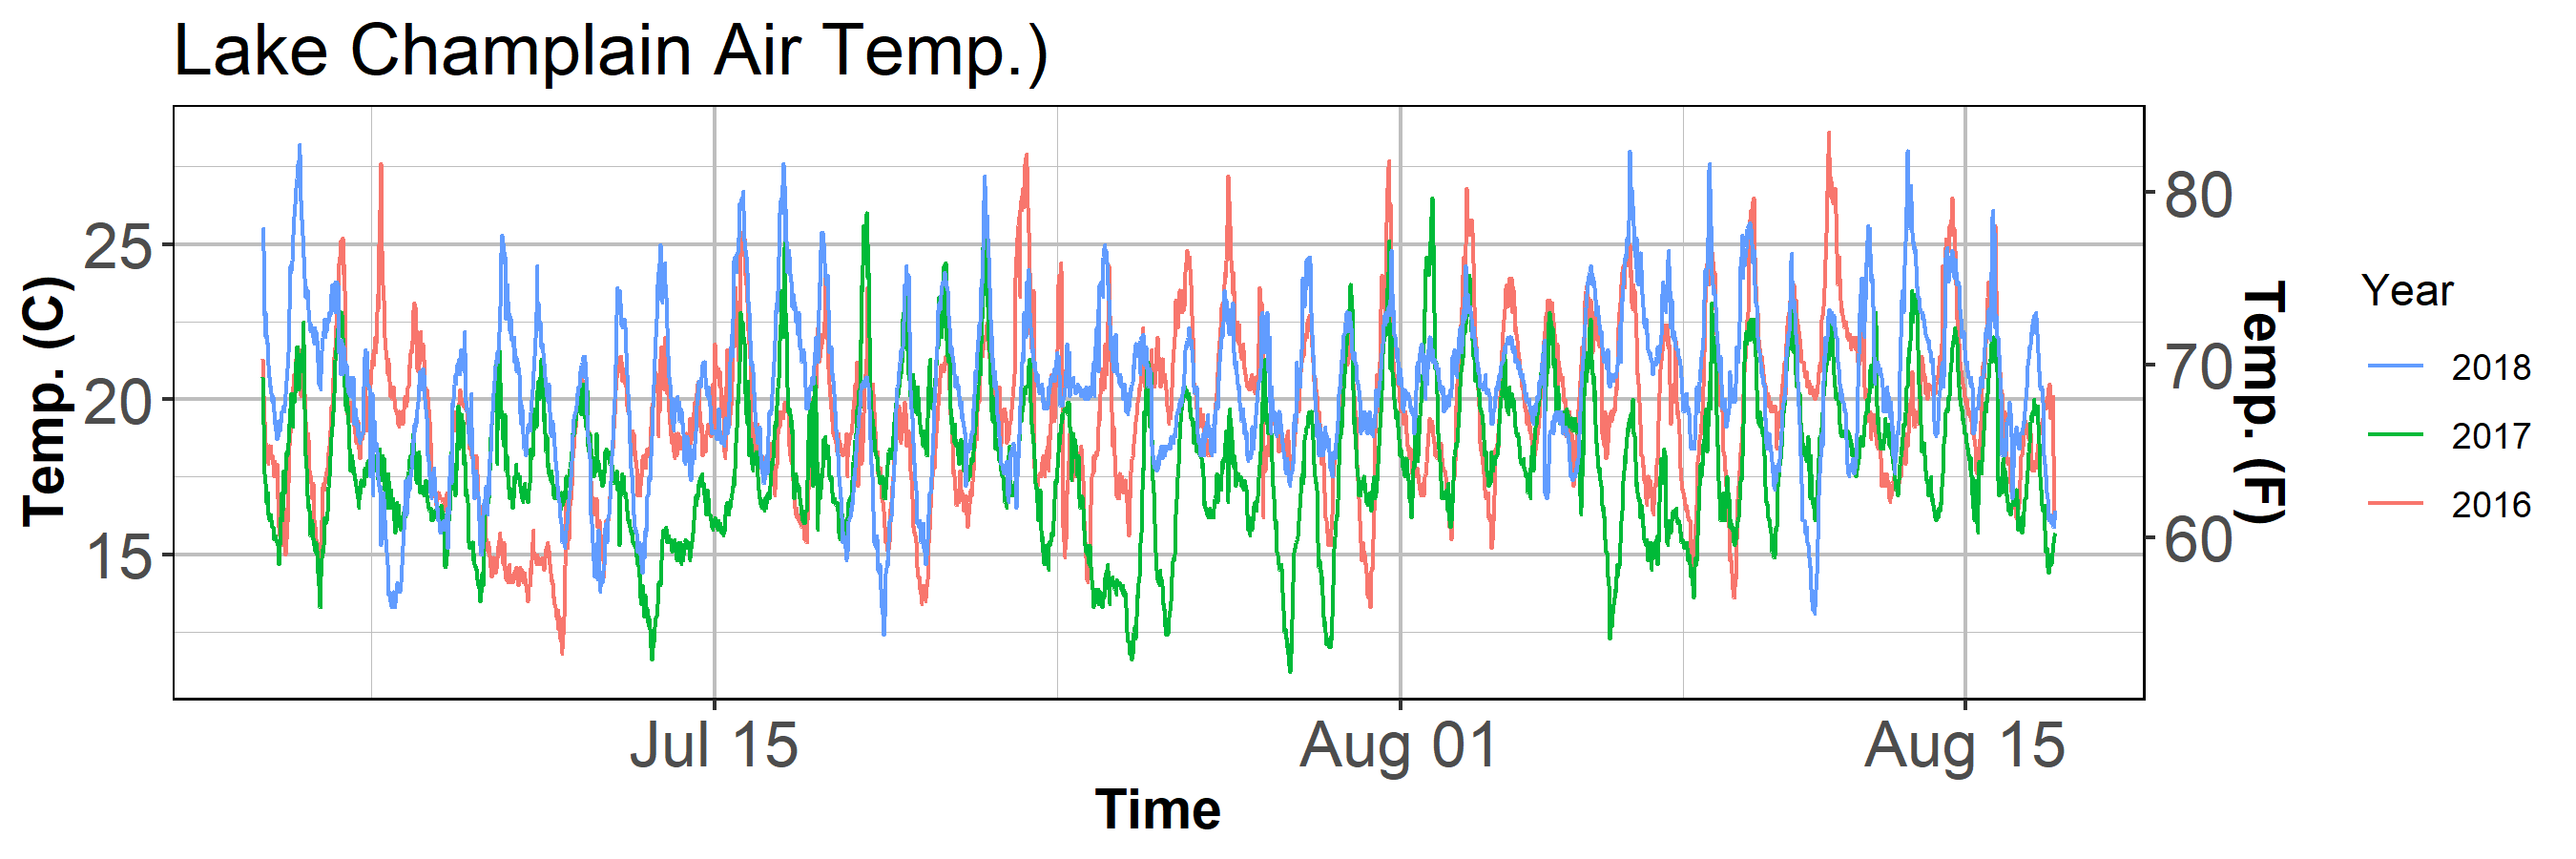 Lake Champlain Air Temp.)
Temp. (C)
25
20
15
80
70
60
Temp. (F)
Jul 15
Aug 01
Aug 15
Time
Year
2018
2017
2016